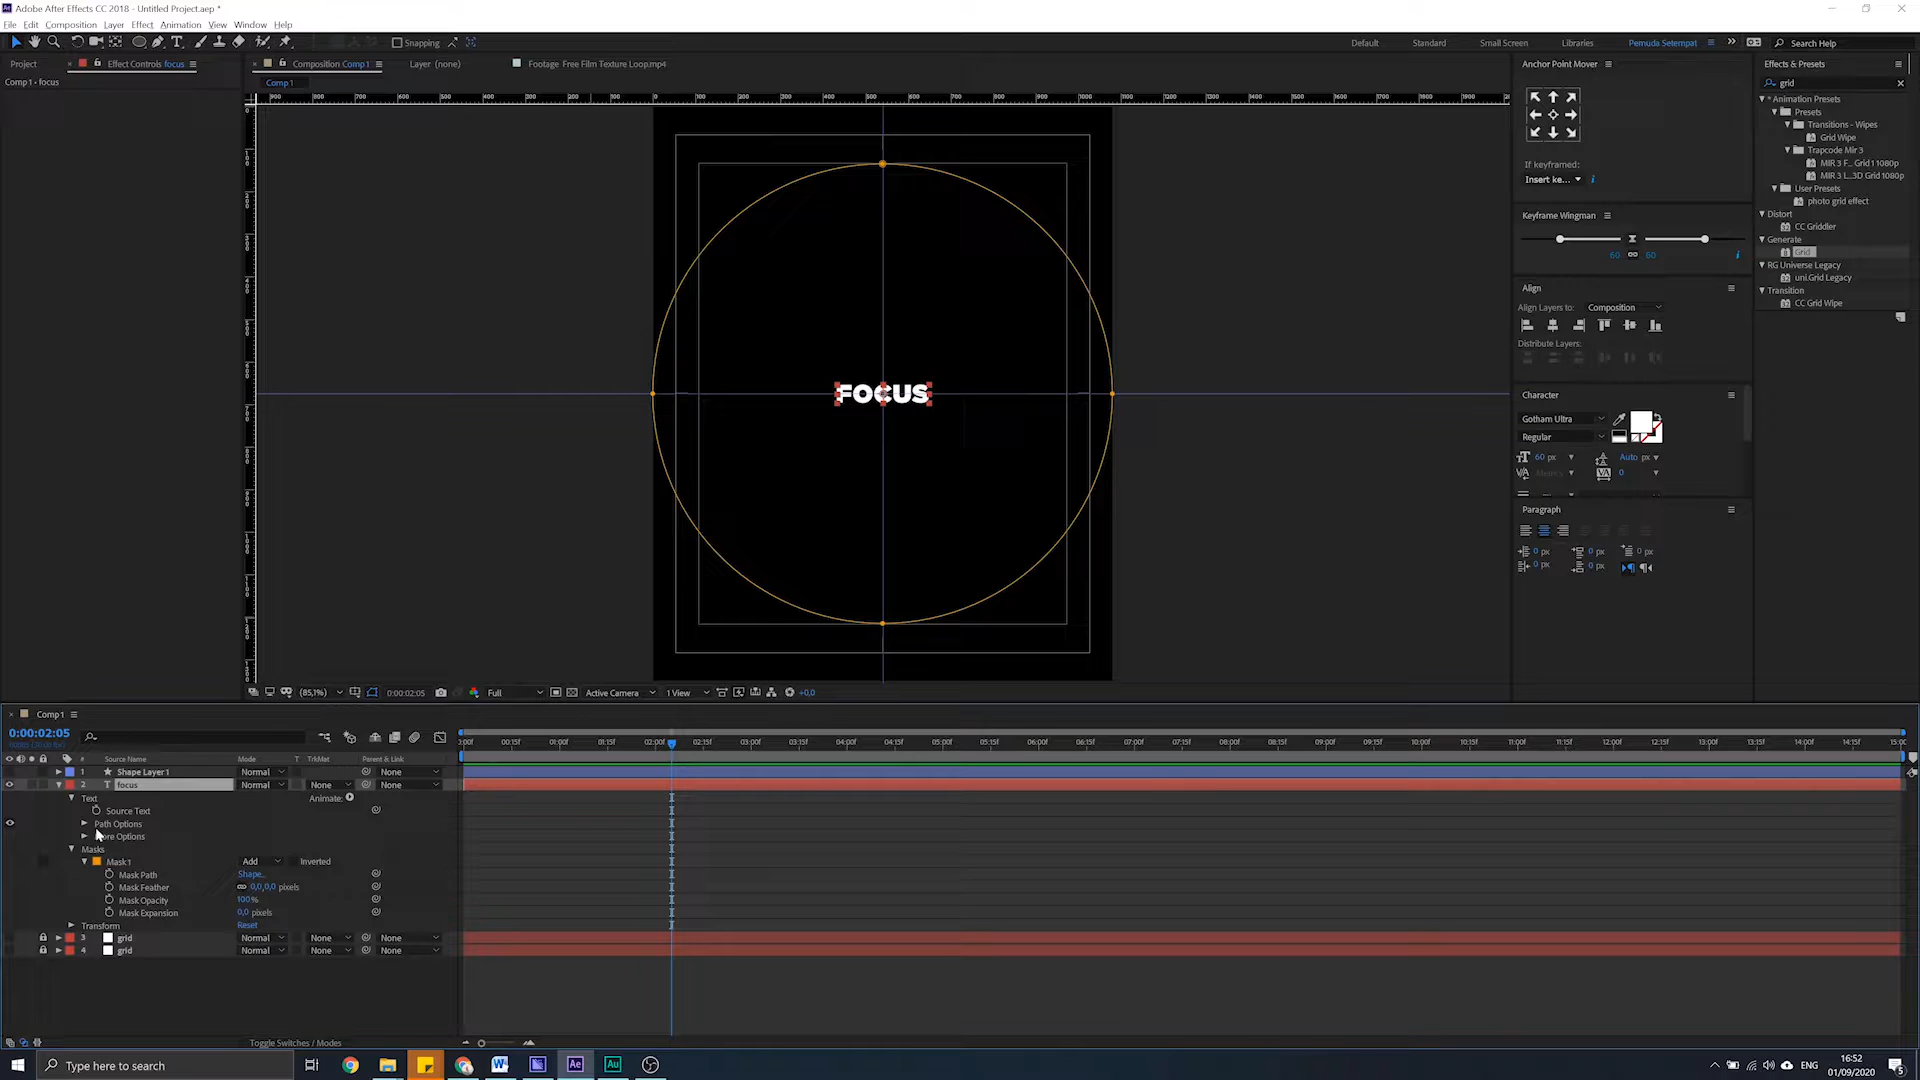 Adobe After Effects CC 2018 - Untitled Project.aep *
File Edit Composition Layer Effect Animation View Window Help
Snapping
Default Standard Small Screen Libraries Pemuda Setempat Search Help
Project Effect Controls focus
Composition Comp 1 Layer (none) Footage Free Film Texture Loop.mp4
Comp 1 • focus
Comp 1
FOCUS
(85,1%) 0:00:02:05 Full Active Camera 1 View +0,0
Anchor Point Mover
If keyframed:
Insert ke...
Keyframe Wingman
60 60
Align
Align Layers to: Composition
Distribute Layers:
Character
Gotham Ultra
Regular
60 px Auto px
0
Paragraph
0 px 0 px 0 px
0 px 0 px
Effects & Presets
grid
* Animation Presets
Presets
Transitions - Wipes
Grid Wipe
Trapcode Mir 3
MIR 3 F... Grid 1 1080p
MIR 3 L...3D Grid 1080p
User Presets
photo grid effect
Distort
CC Griddler
Generate
Grid
RG Universe Legacy
uni.Grid Legacy
Transition
CC Grid Wipe
Comp 1
0:00:02:05
00:15f 01:00f 01:15f 02:00f 02:15f 03:00f 03:15f 04:00f 04:15f 05:00f 05:15f 06:00f 06:15f 07:00f 07:15f 08:00f 08:15f 09:00f 09:15f 10:00f 10:15f 11:00f 11:15f 12:00f 12:15f 13:00f 13:15f 14:00f 14:15f
# Source Name Mode T TrkMat Parent & Link
1 Shape Layer 1 Normal None
2 T focus Normal None None
Text Animate:
Source Text
Path Options
Options
Masks
Mask 1 Add Inverted
Mask Path Shape...
Mask Feather 0,0,0,0 pixels
Mask Opacity 100%
Mask Expansion 0,0 pixels
Transform Reset
3 grid Normal None None
4 grid Normal None None
Toggle Switches / Modes
Type here to search
Ae Au
ENG
16:52
01/09/2020